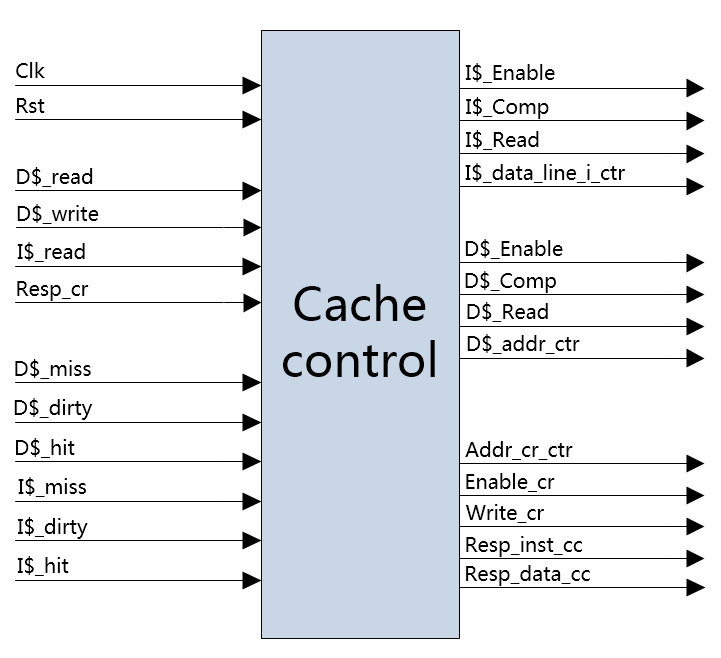 Clk
Rst
D$_read
D$_write
I$_read
Resp_cr
D$_miss
D$_dirty
D$_hit
I$_miss
I$_dirty
I$_hit
Cache
control
I$_Enable
I$_Comp
I$_Read
I$_data_line_i_ctr
D$_Enable
D$_Comp
D$_Read
D$_addr_ctr
Addr_cr_ctr
Enable_cr
Write_cr
Resp_inst_cc
Resp_data_cc